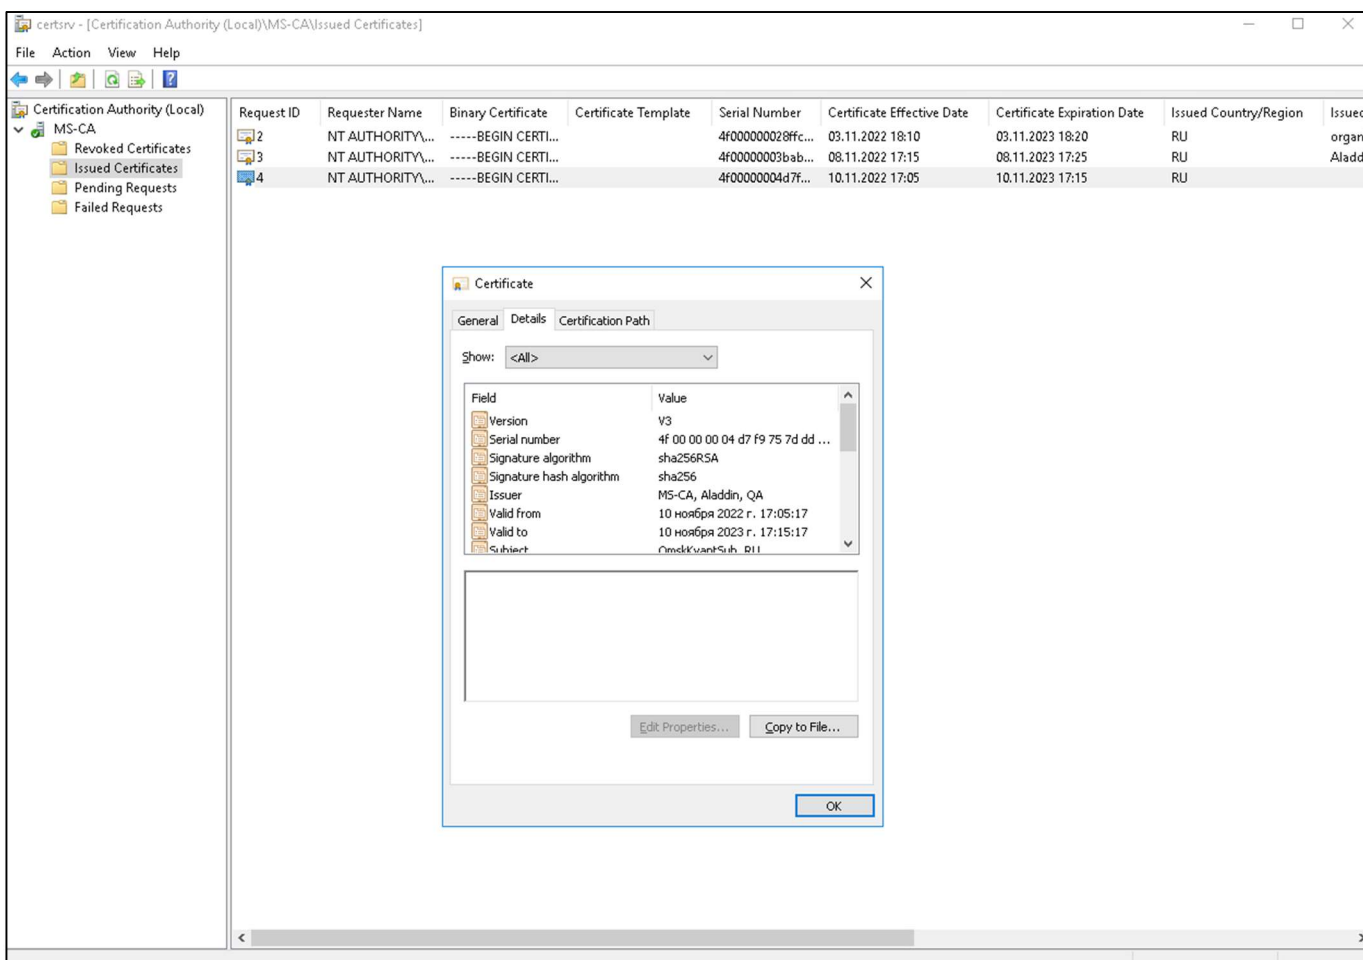 certsrv - [Certification Authority (Local)\MS-CA\Issued Certificates]
File Action View Help
Certification Authority (Local)
MS-CA
Revoked Certificates
Issued Certificates
Pending Requests
Failed Requests
Request ID Requester Name Binary Certificate Certificate Template Serial Number Certificate Effective Date Certificate Expiration Date Issued Country/Region Issued
2 NT AUTHORITY\... -----BEGIN CERTI... 4f000000028ffc... 03.11.2022 18:10 03.11.2023 18:20 RU organ
3 NT AUTHORITY\... -----BEGIN CERTI... 4f00000003bab... 08.11.2022 17:15 08.11.2023 17:25 RU Aladd
4 NT AUTHORITY\... -----BEGIN CERTI... 4f00000004d7f... 10.11.2022 17:05 10.11.2023 17:15 RU
Certificate
General Details Certification Path
Show: <All>
Field Value
Version V3
Serial number 4f 00 00 00 04 d7 f9 75 7d dd ...
Signature algorithm sha256RSA
Signature hash algorithm sha256
Issuer MS-CA, Aladdin, QA
Valid from 10 ноября 2022 г. 17:05:17
Valid to 10 ноября 2023 г. 17:15:17
Subject OmskKvantSub, RU
Edit Properties... Copy to File...
OK